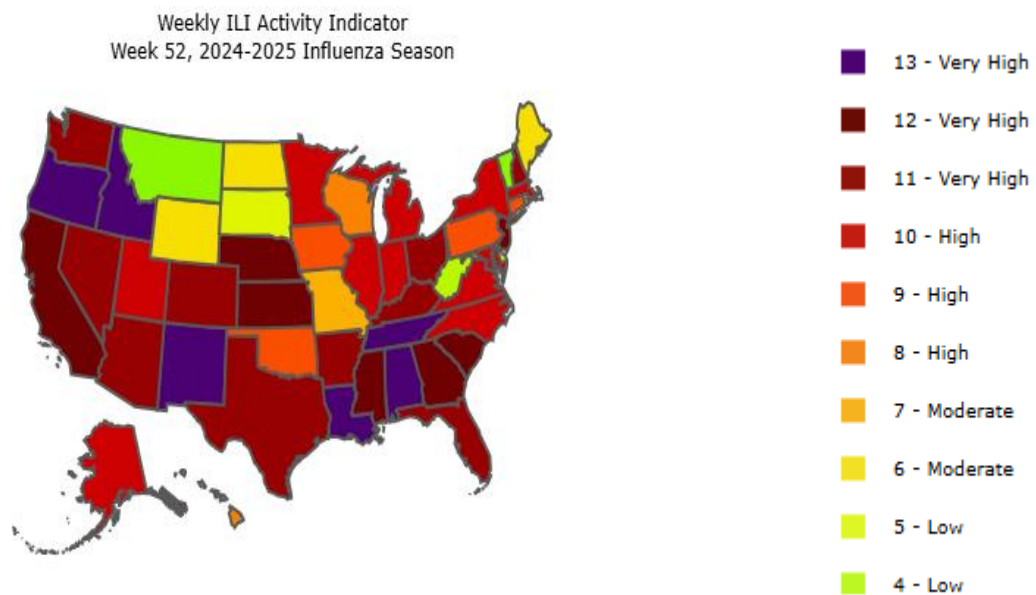 Weekly ILI Activity Indicator
Week 52, 2024-2025 Influenza Season
13 - Very High
12 - Very High
11 - Very High
10 - High
9 - High
8 - High
7 - Moderate
6 - Moderate
5 - Low
4 - Low